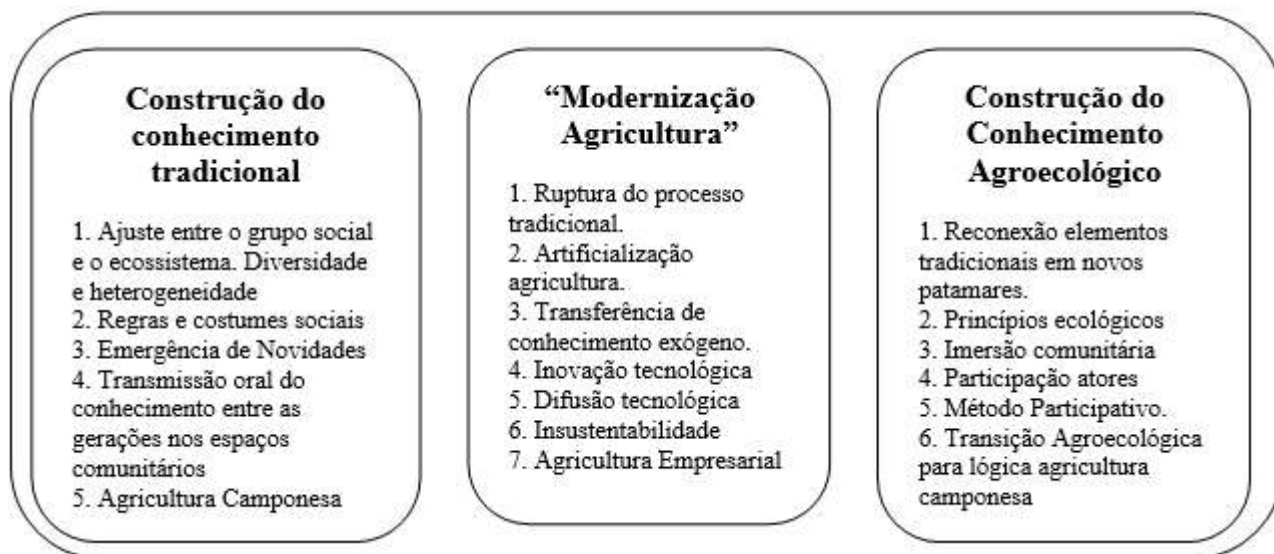 Construção do
conhecimento
tradicional
1. Ajuste entre o grupo social
e o ecossistema. Diversidade
e heterogeneidade
2. Regras e costumes sociais
3. Emergência de Novidades
4. Transmissão oral do
conhecimento entre as
gerações nos espaços
comunitários
5. Agricultura Camponesa
“Modernização
Agricultura”
1. Ruptura do processo
tradicional.
2. Artificialização
agricultura.
3. Transferência de
conhecimento exógeno.
4. Inovação tecnológica
5. Difusão tecnológica
6. Insustentabilidade
7. Agricultura Empresarial
Construção do
Conhecimento
Agroecológico
1. Reconexão elementos
tradicionais em novos
patamares.
2. Princípios ecológicos
3. Imersão comunitária
4. Participação atores
5. Método Participativo.
6. Transição Agroecológica
para lógica agricultura
camponesa